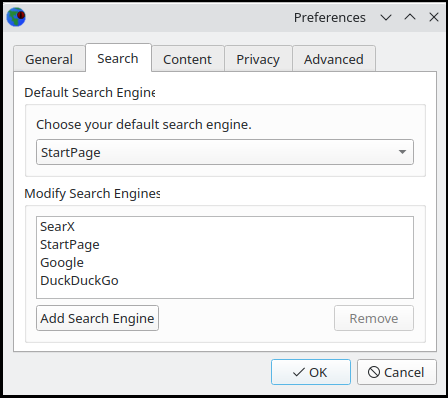 Preferences
General Search Content Privacy Advanced
Default Search Engine
Choose your default search engine.
StartPage
Modify Search Engines
SearX
StartPage
Google
DuckDuckGo
Add Search Engine Remove
OK Cancel